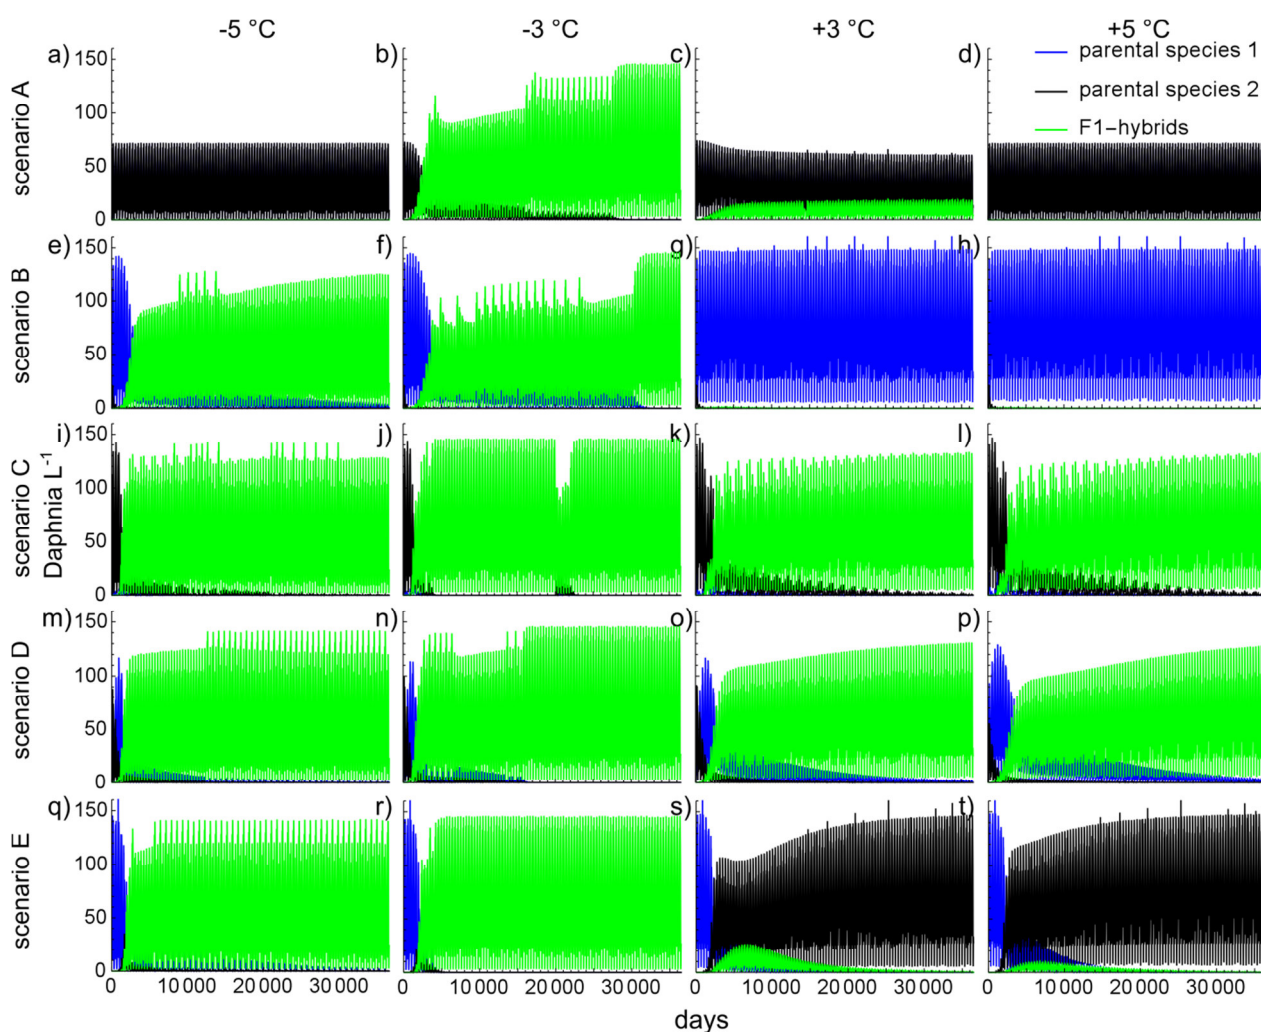 -5 °C -3 °C +3 °C +5 °C
a) b) c) d)
parental species 1
parental species 2
F1-hybrids
scenario A
150
100
50
0
e) f) g) h)
scenario B
150
100
50
0
i) j) k) l)
scenario C
Daphnia L-1
150
100
50
0
m) n) o) p)
scenario D
150
100
50
0
q) r) s) t)
scenario E
150
100
50
0
0 10 000 20 000 30 000 0 10 000 20 000 30 000 0 10 000 20 000 30 000 0 10 000 20 000 30 000
days